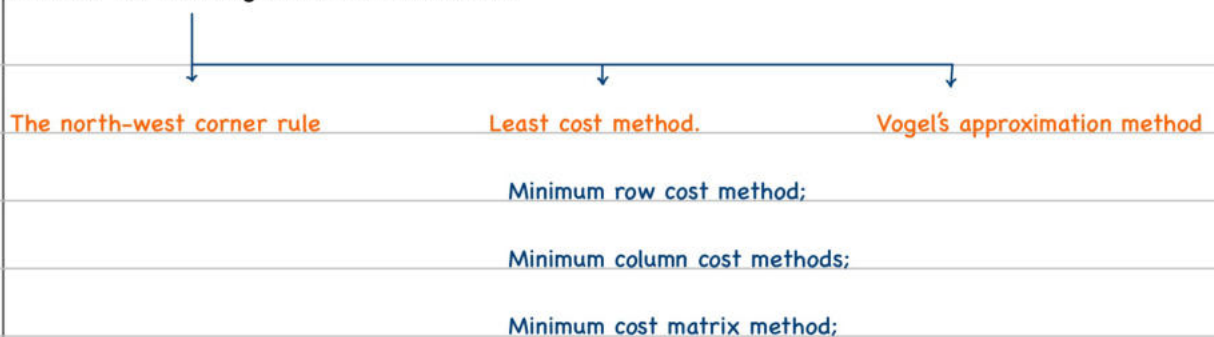 The north-west corner rule Least cost method. Vogel's approximation method
Minimum row cost method;
Minimum column cost methods;
Minimum cost matrix method;